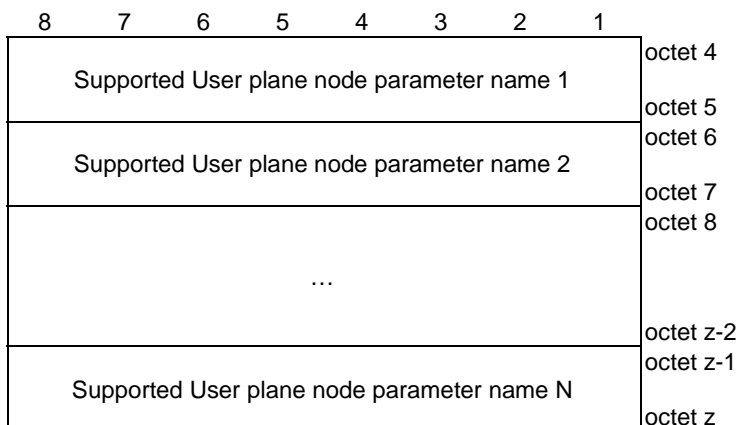 8 7 6 5 4 3 2 1
octet 4
Supported User plane node parameter name 1
octet 5
octet 6
Supported User plane node parameter name 2
octet 7
octet 8
…
octet z-2
octet z-1
Supported User plane node parameter name N
octet z